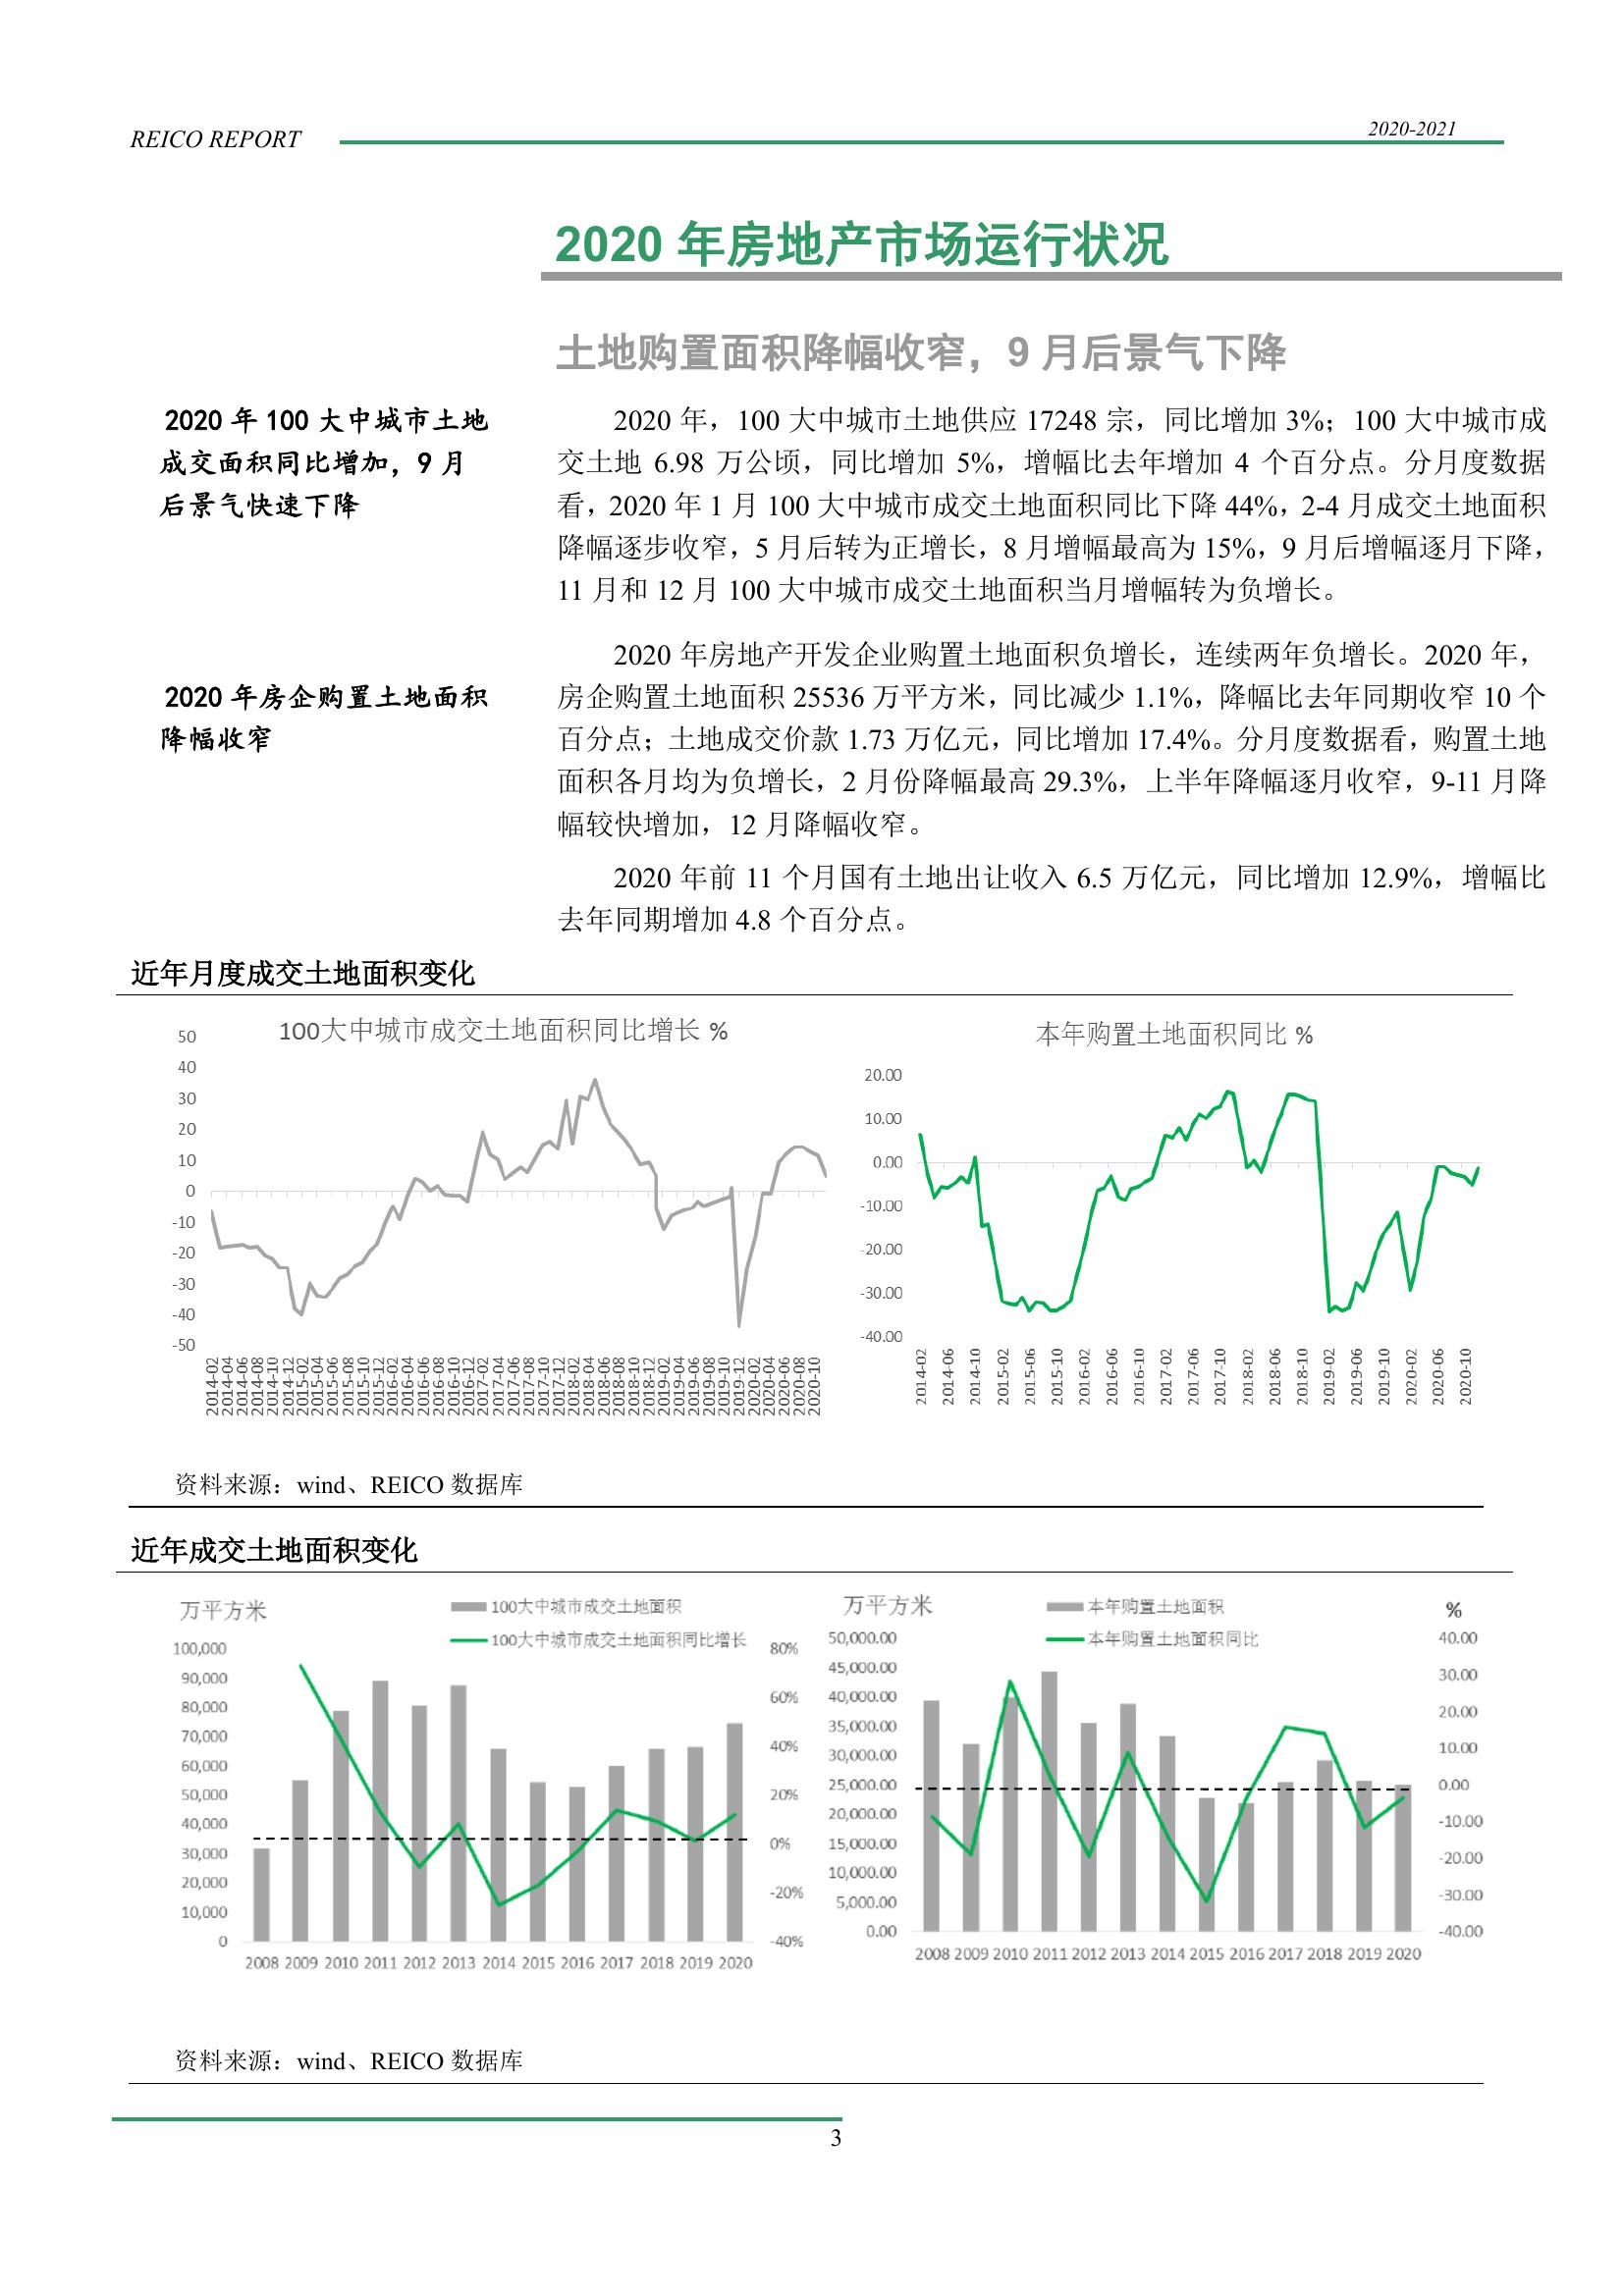 REICO REPORT
2020-2021
2020 年房地产市场运行状况
土地购置面积降幅收窄，9 月后景气下降
2020 年 100 大中城市土地
成交面积同比增加，9 月
后景气快速下降
2020 年，100 大中城市土地供应 17248 宗，同比增加 3%；100 大中城市成
交土地 6.98 万公顷，同比增加 5%，增幅比去年增加 4 个百分点。分月度数据
看，2020 年 1 月 100 大中城市成交土地面积同比下降 44%，2-4 月成交土地面积
降幅逐步收窄，5 月后转为正增长，8 月增幅最高为 15%，9 月后增幅逐月下降，
11 月和 12 月 100 大中城市成交土地面积当月增幅转为负增长。
2020 年房企购置土地面积
降幅收窄
2020 年房地产开发企业购置土地面积负增长，连续两年负增长。2020 年，
房企购置土地面积 25536 万平方米，同比减少 1.1%，降幅比去年同期收窄 10 个
百分点；土地成交价款 1.73 万亿元，同比增加 17.4%。分月度数据看，购置土地
面积各月均为负增长，2 月份降幅最高 29.3%，上半年降幅逐月收窄，9-11 月降
幅较快增加，12 月降幅收窄。
2020 年前 11 个月国有土地出让收入 6.5 万亿元，同比增加 12.9%，增幅比
去年同期增加 4.8 个百分点。
近年月度成交土地面积变化
100大中城市成交土地面积同比增长 %
50
40
30
20
10
0
-10
-20
-30
-40
-50
2014-02 2014-04 2014-06 2014-08 2014-10 2014-12 2015-02 2015-04 2015-06 2015-08 2015-10 2015-12 2016-02 2016-04 2016-06 2016-08 2016-10 2016-12 2017-02 2017-04 2017-06 2017-08 2017-10 2017-12 2018-02 2018-04 2018-06 2018-08 2018-10 2018-12 2019-02 2019-04 2019-06 2019-08 2019-10 2019-12 2020-02 2020-04 2020-06 2020-08 2020-10
本年购置土地面积同比 %
20.00
10.00
0.00
-10.00
-20.00
-30.00
-40.00
2014-02 2014-06 2014-10 2015-02 2015-06 2015-10 2016-02 2016-06 2016-10 2017-02 2017-06 2017-10 2018-02 2018-06 2018-10 2019-02 2019-06 2019-10 2020-02 2020-06 2020-10
资料来源：wind、REICO 数据库
近年成交土地面积变化
万平方米
100大中城市成交土地面积
100大中城市成交土地面积同比增长
100,000
90,000
80,000
70,000
60,000
50,000
40,000
30,000
20,000
10,000
0
80%
60%
40%
20%
0%
-20%
-40%
2008 2009 2010 2011 2012 2013 2014 2015 2016 2017 2018 2019 2020
万平方米
本年购置土地面积
本年购置土地面积同比
%
50,000.00
45,000.00
40,000.00
35,000.00
30,000.00
25,000.00
20,000.00
15,000.00
10,000.00
5,000.00
0.00
40.00
30.00
20.00
10.00
0.00
-10.00
-20.00
-30.00
-40.00
2008 2009 2010 2011 2012 2013 2014 2015 2016 2017 2018 2019 2020
资料来源：wind、REICO 数据库
3